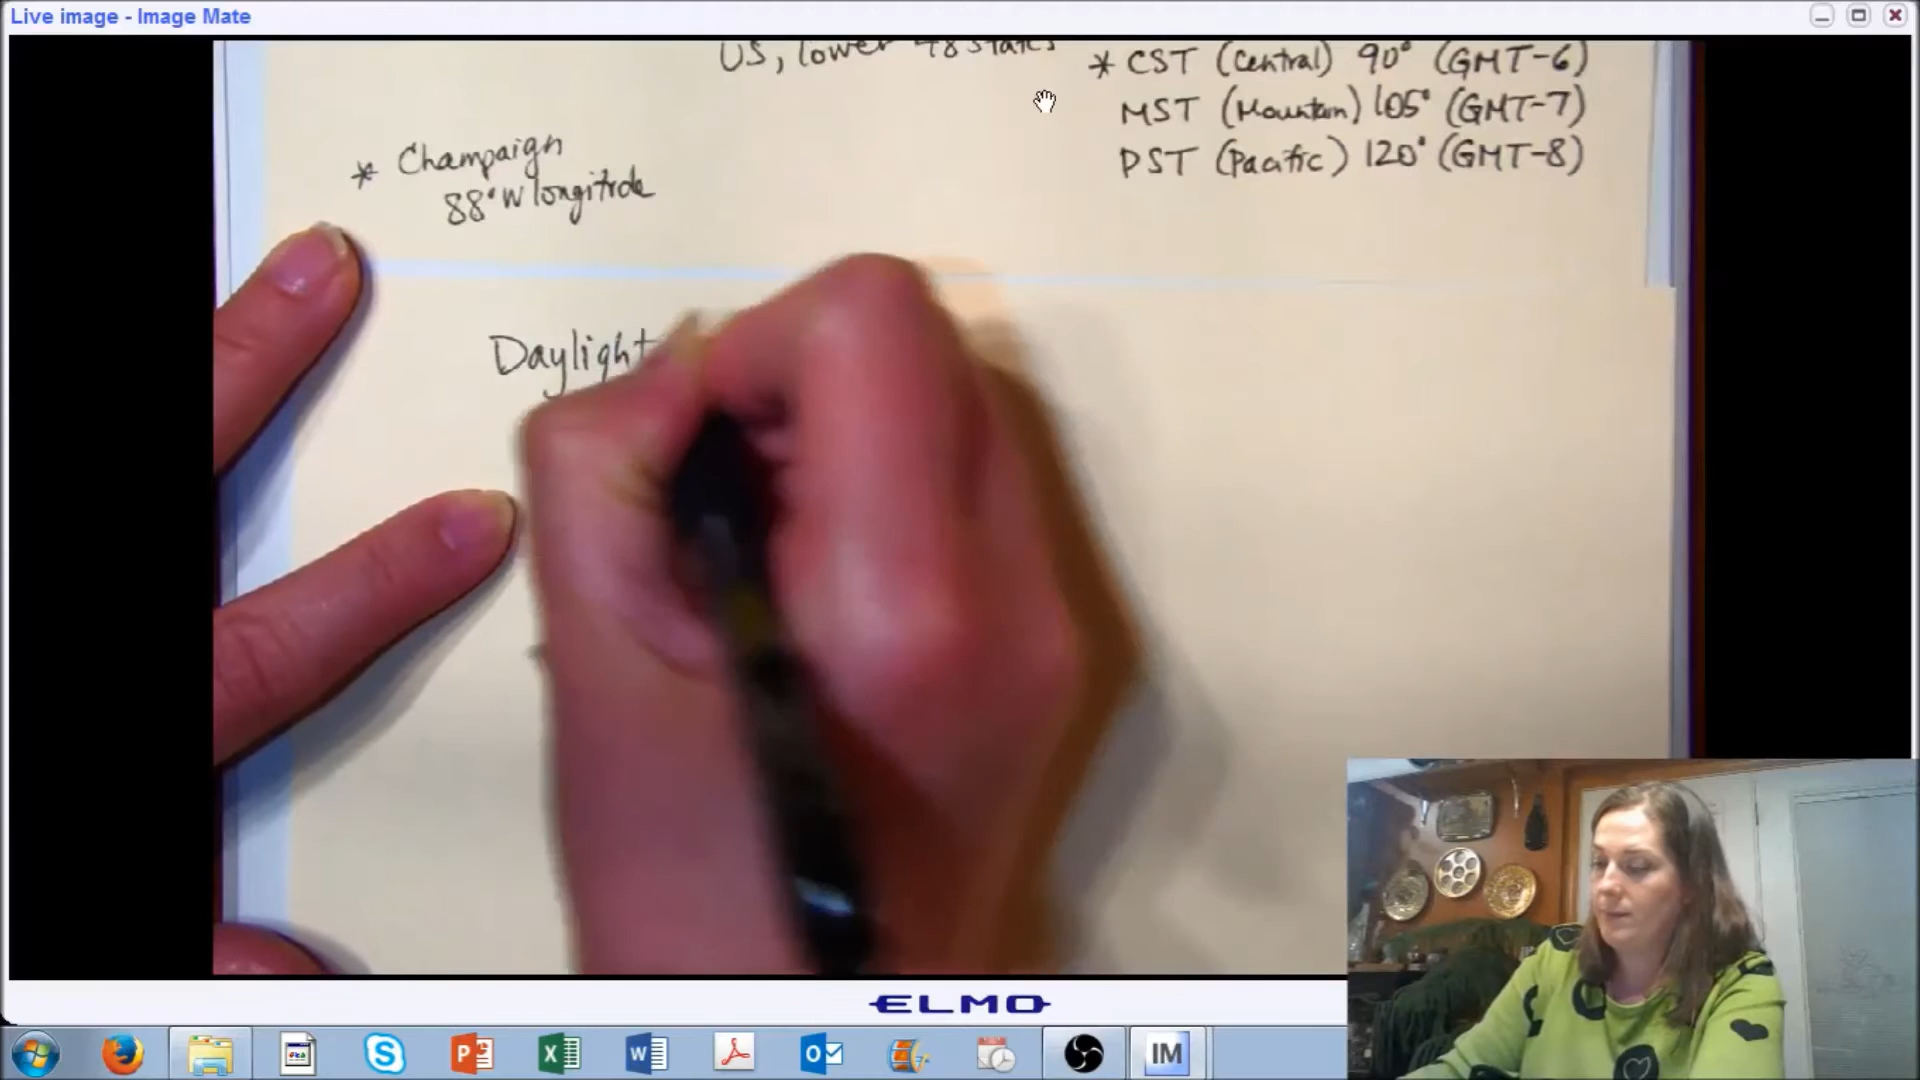 Live image - Image Mate
US, lower 48 states
* CST (Central) 90° (GMT-6)
MST (Mountain) 105° (GMT-7)
PST (Pacific) 120° (GMT-8)
* Champaign
88°W longitude
Daylight
ELMO
IM